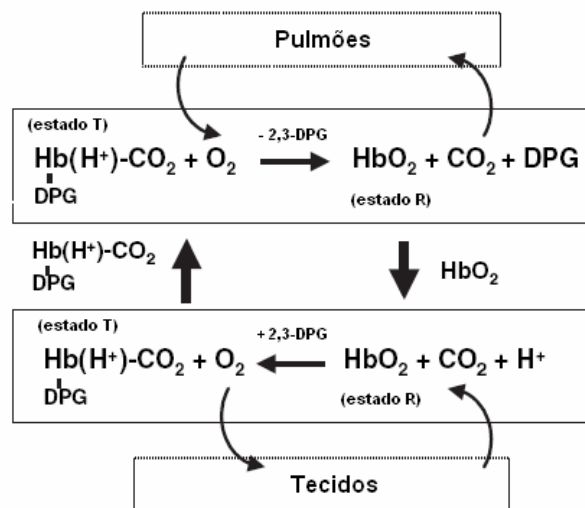 Pulmões
(estado T)
- 2,3-DPG
Hb(H⁺)-CO₂ + O₂ HbO₂ + CO₂ + DPG
DPG
(estado R)
Hb(H⁺)-CO₂
DPG
HbO₂
(estado T)
+ 2,3-DPG
Hb(H⁺)-CO₂ + O₂ HbO₂ + CO₂ + H⁺
DPG
(estado R)
Tecidos